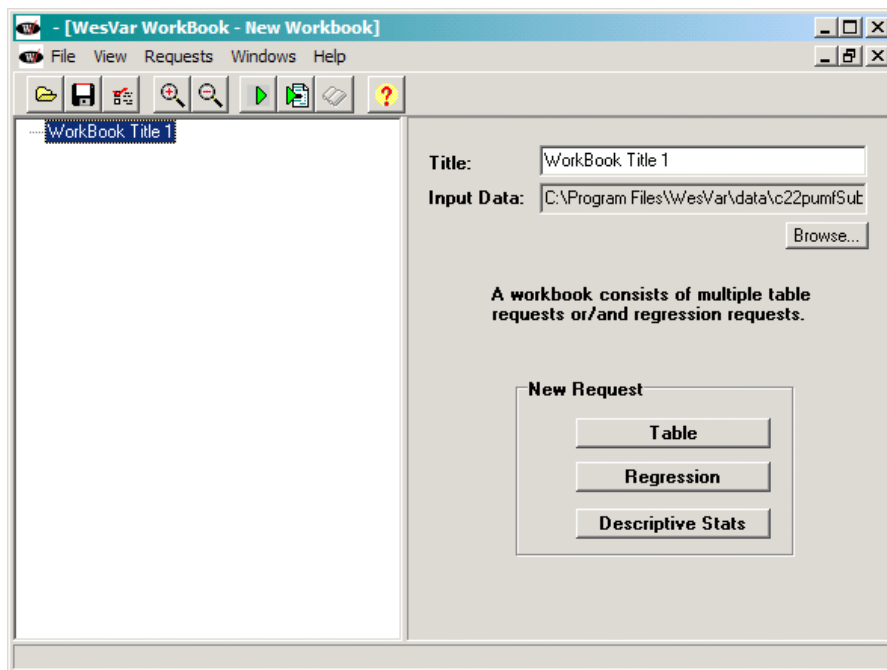 - [WesVar WorkBook - New Workbook]
File View Requests Windows Help
WorkBook Title 1
Title: WorkBook Title 1
Input Data: C:\Program Files\WesVar\data\c22pumfSub
Browse...
A workbook consists of multiple table
requests or/and regression requests.
New Request
Table
Regression
Descriptive Stats